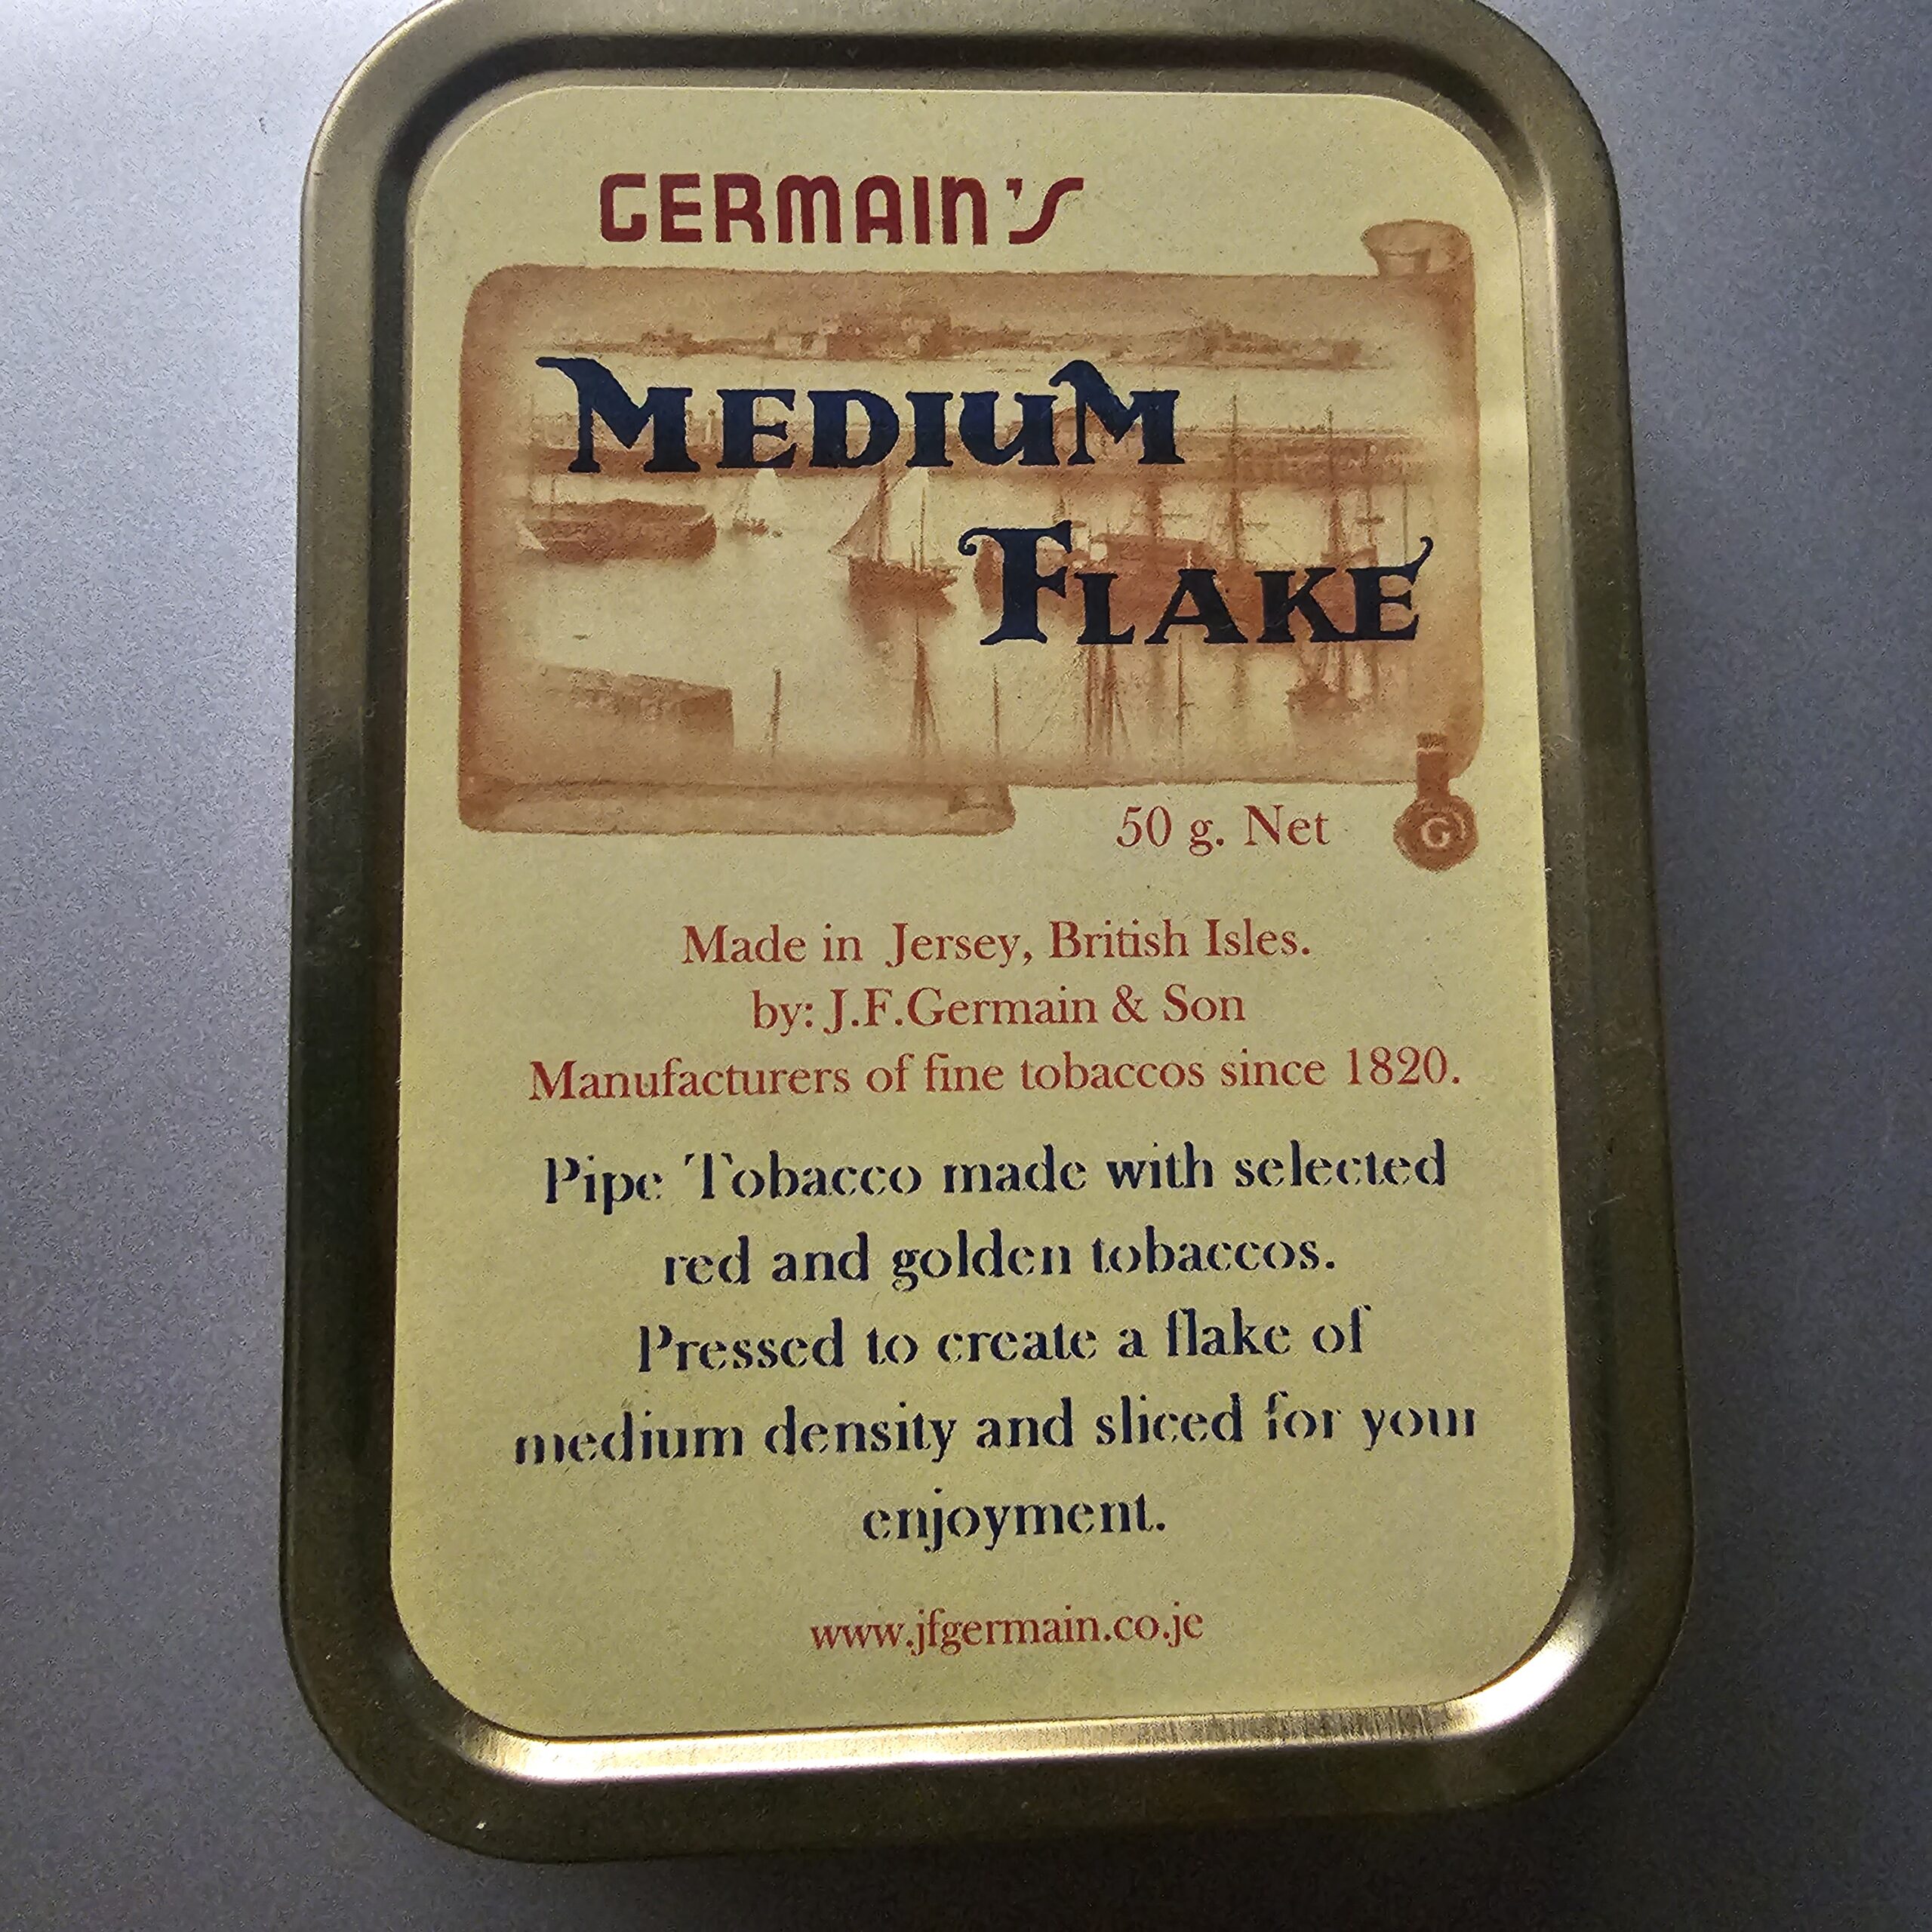 GERMAIN'S
MEDIUM
FLAKE
50 g. Net
G
Made in Jersey, British Isles.
by: J.F.Germain & Son
Manufacturers of fine tobaccos since 1820.
Pipe Tobacco made with selected
red and golden tobaccos.
Pressed to create a flake of
medium density and sliced for your
enjoyment.
www.jfgermain.co.je